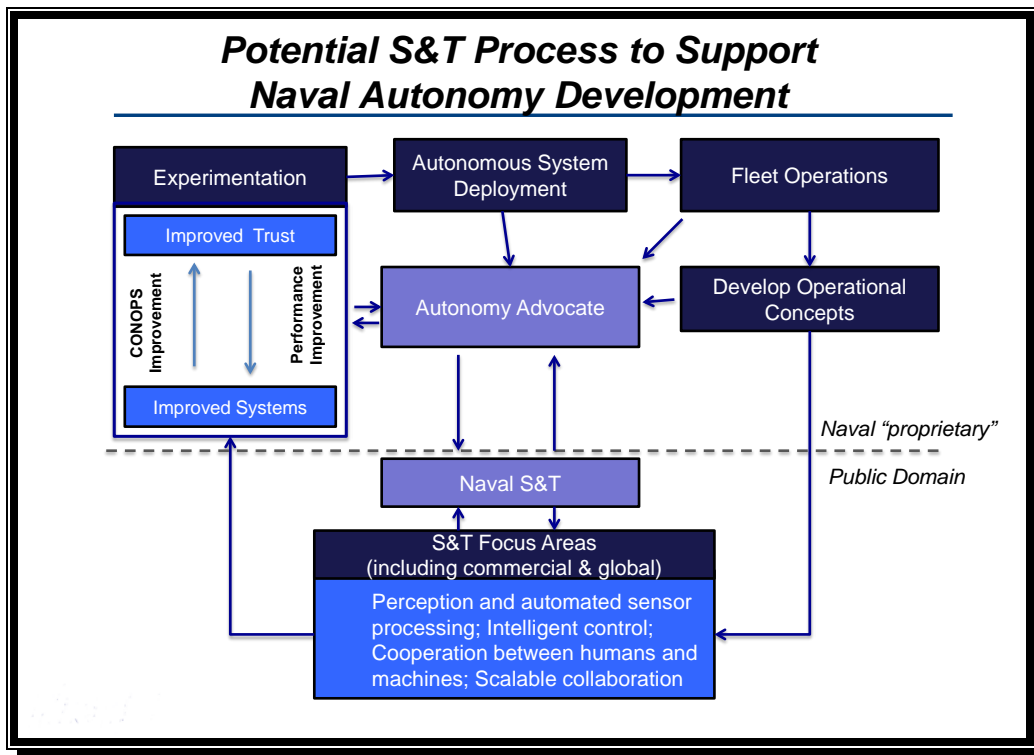 Potential S&T Process to Support
Naval Autonomy Development
Experimentation
Autonomous System
Deployment
Fleet Operations
Improved Trust
CONOPS
Improvement
Performance
Improvement
Improved Systems
Autonomy Advocate
Develop Operational
Concepts
Naval “proprietary”
Public Domain
Naval S&T
S&T Focus Areas
(including commercial & global)
Perception and automated sensor
processing; Intelligent control;
Cooperation between humans and
machines; Scalable collaboration